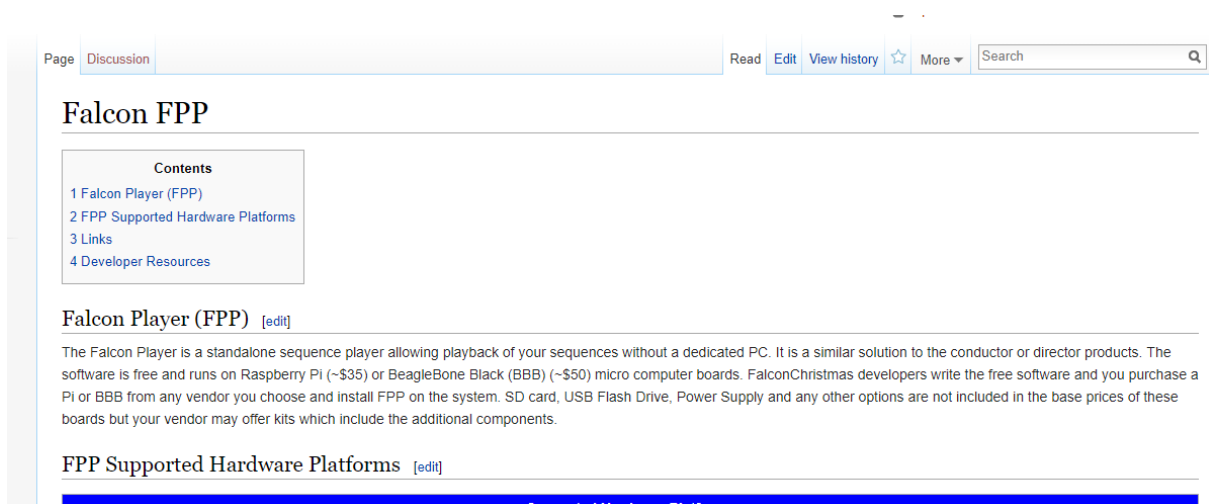 Page Discussion Read Edit View history More Search
Falcon FPP
Contents
1 Falcon Player (FPP)
2 FPP Supported Hardware Platforms
3 Links
4 Developer Resources
Falcon Player (FPP) [edit]
The Falcon Player is a standalone sequence player allowing playback of your sequences without a dedicated PC. It is a similar solution to the conductor or director products. The
software is free and runs on Raspberry Pi (~$35) or BeagleBone Black (BBB) (~$50) micro computer boards. FalconChristmas developers write the free software and you purchase a
Pi or BBB from any vendor you choose and install FPP on the system. SD card, USB Flash Drive, Power Supply and any other options are not included in the base prices of these
boards but your vendor may offer kits which include the additional components.
FPP Supported Hardware Platforms [edit]